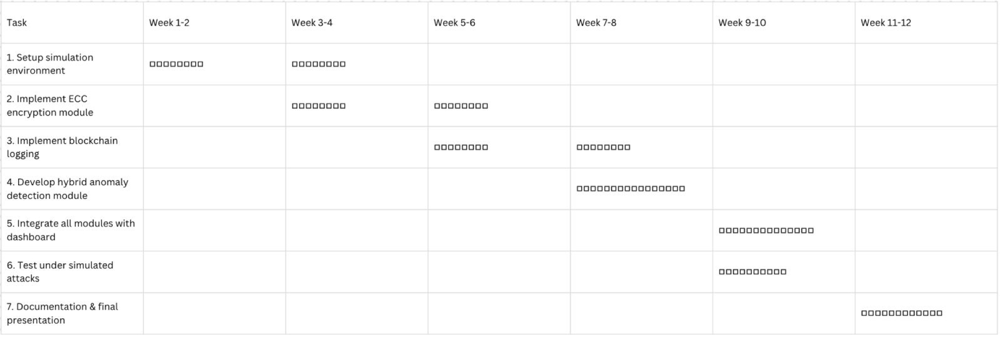 Task Week 1-2 Week 3-4 Week 5-6 Week 7-8 Week 9-10 Week 11-12
1. Setup simulation
environment
□□□□□□□□ □□□□□□□□
2. Implement ECC
encryption module
□□□□□□□□ □□□□□□□□
3. Implement blockchain
logging
□□□□□□□□ □□□□□□□□
4. Develop hybrid anomaly
detection module
□□□□□□□□□□□□□□□□
5. Integrate all modules with
dashboard
□□□□□□□□□□□□□□
6. Test under simulated
attacks
□□□□□□□□□□
7. Documentation & final
presentation
□□□□□□□□□□□□